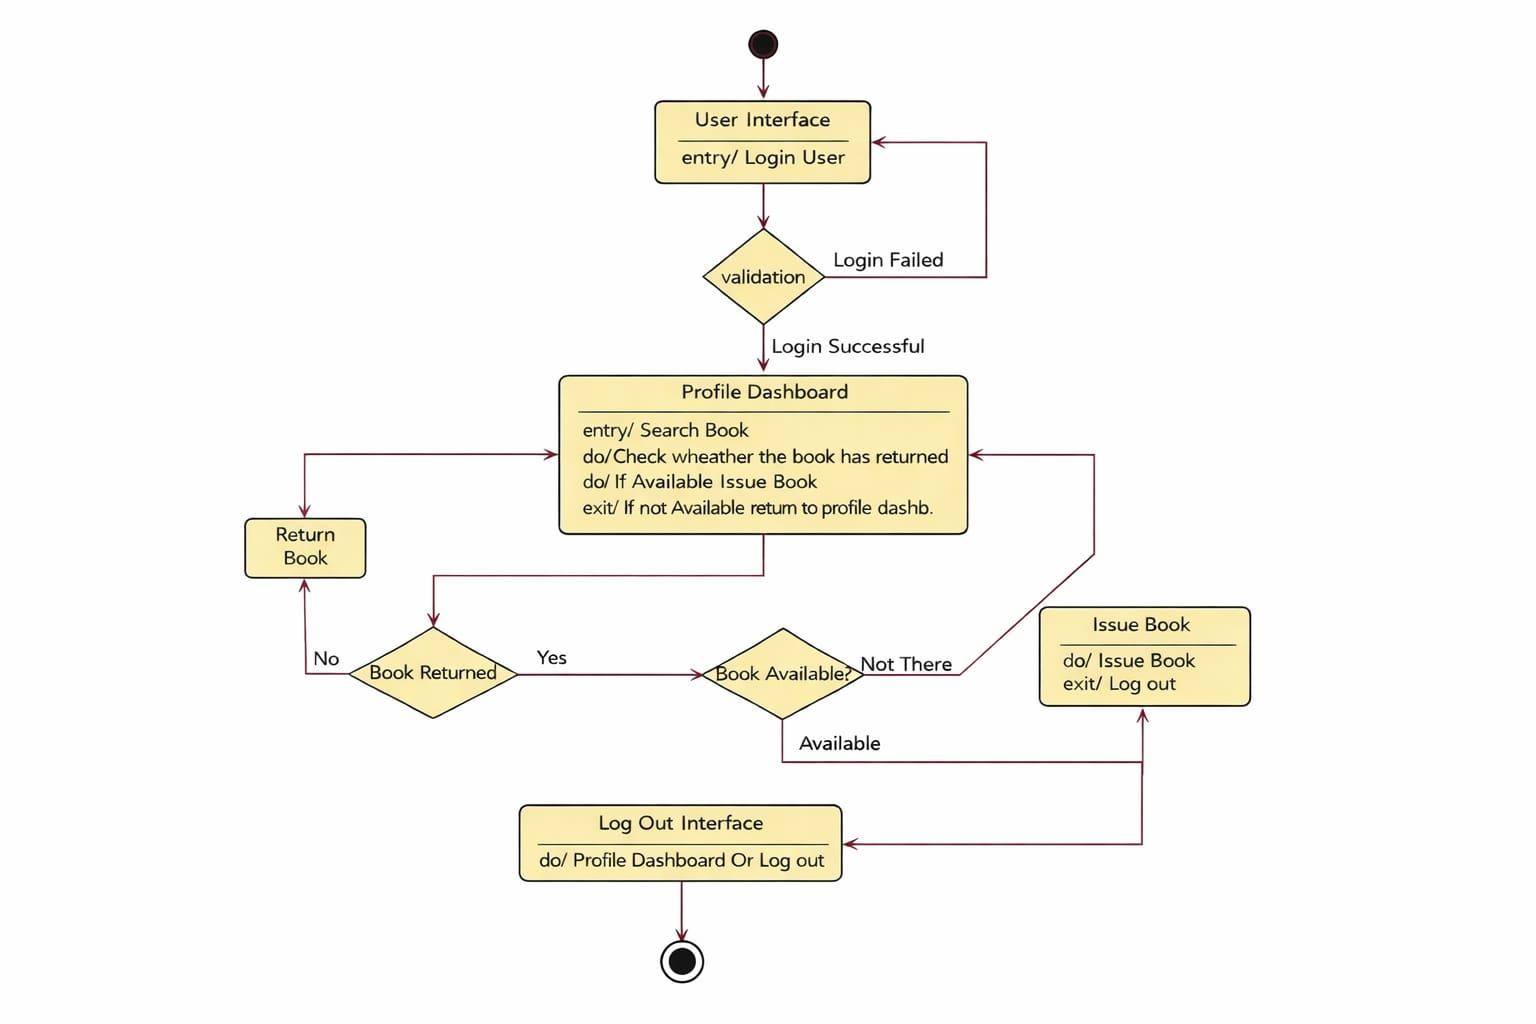 User Interface
entry/ Login User
validation
Login Failed
Login Successful
Profile Dashboard
entry/ Search Book
do/Check wheather the book has returned
do/ If Available Issue Book
exit/ If not Available return to profile dashb.
Return
Book
Book Returned
No
Yes
Book Available?
Not There
Available
Issue Book
do/ Issue Book
exit/ Log out
Log Out Interface
do/ Profile Dashboard Or Log out